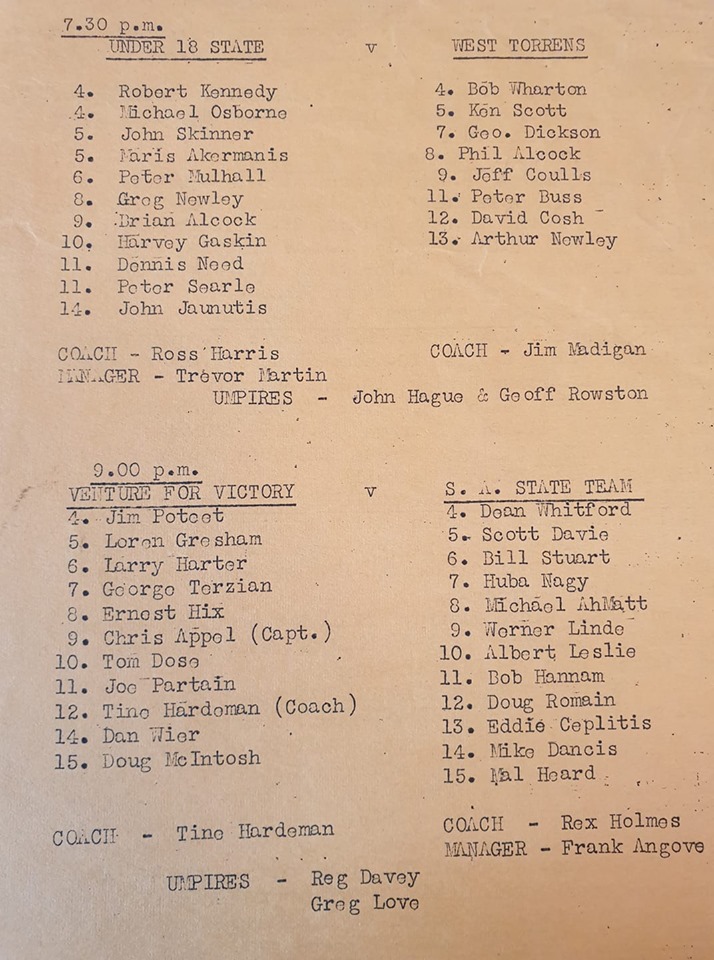 7.30 p.m.
UNDER 18 STATE v WEST TORRENS
4. Robert Kennedy 4. Bob Wharton
4. Michael Osborne 5. Ken Scott
5. John Skinner 7. Geo. Dickson
5. Maris Akermanis 8. Phil Alcock
6. Peter Mulhall 9. Jeff Coulls
8. Greg Newley 11. Peter Buss
9. Brian Alcock 12. David Cosh
10. Harvey Gaskin 13. Arthur Newley
11. Dennis Need
11. Peter Searle
14. John Jaunutis
COACH - Ross Harris COACH - Jim Madigan
MANAGER - Trevor Martin
UMPIRES - John Hague & Geoff Rowston
9.00 p.m.
VENTURE FOR VICTORY v S. A. STATE TEAM
4. Jim Poteet 4. Dean Whitford
5. Loren Gresham 5. Scott Davie
6. Larry Harter 6. Bill Stuart
7. George Terzian 7. Huba Nagy
8. Ernest Hix 8. Michael AhMatt
9. Chris Appel (Capt.) 9. Werner Linde
10. Tom Dose 10. Albert Leslie
11. Joe Partain 11. Bob Hannam
12. Tine Hardeman (Coach) 12. Doug Romain
14. Dan Wier 13. Eddie Ceplitis
15. Doug McIntosh 14. Mike Dancis
15. Mal Heard
COACH - Tine Hardeman COACH - Rex Holmes
MANAGER - Frank Angove
UMPIRES - Reg Davey
Greg Love